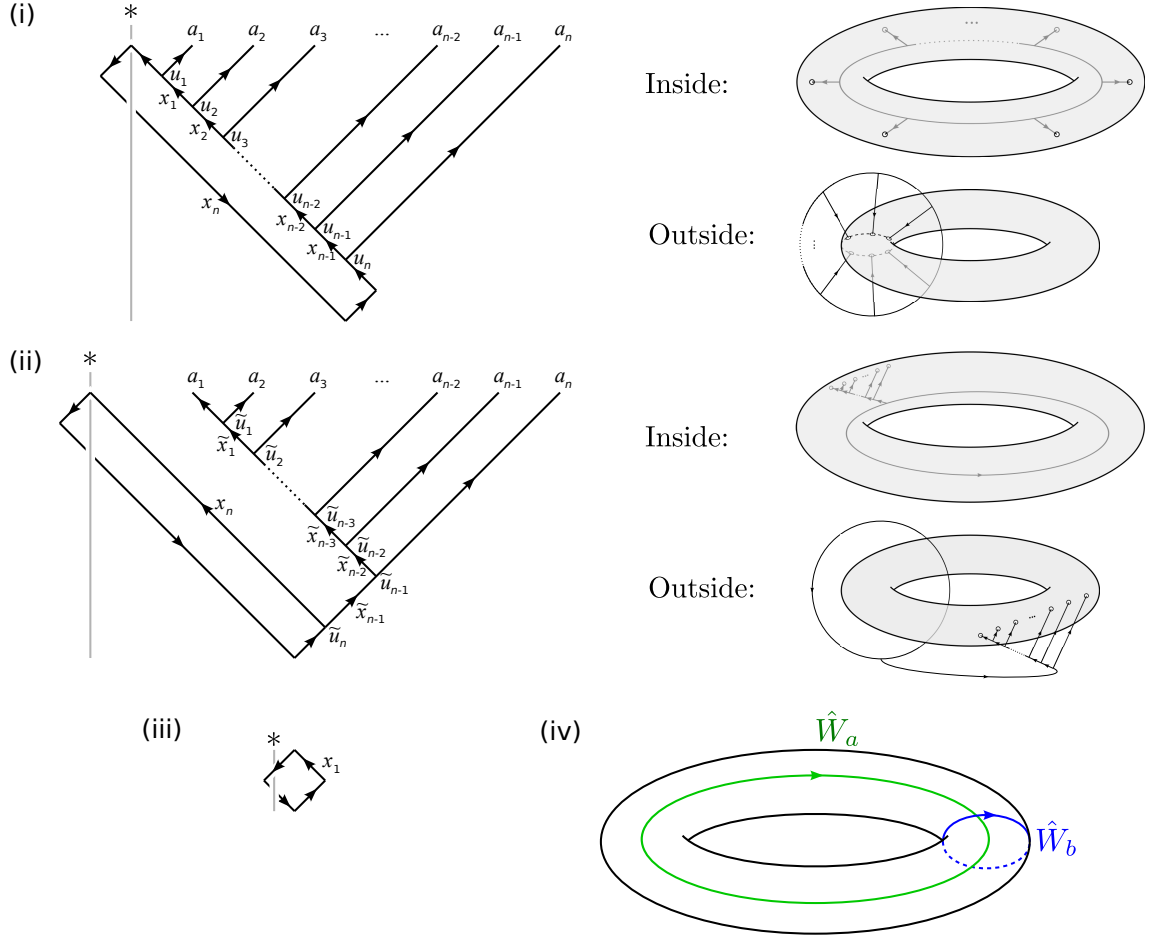 (i)
*
a₁ a₂ a₃ ... aₙ₋₂ aₙ₋₁ aₙ
u₁
x₁
u₂
x₂
u₃
xₙ
uₙ₋₂
xₙ₋₂
uₙ₋₁
xₙ₋₁
uₙ
Inside:
...
Outside:
...
(ii)
*
a₁ a₂ a₃ ... aₙ₋₂ aₙ₋₁ aₙ
ũ₁
x̃₁
ũ₂
xₙ
ũₙ₋₃
x̃ₙ₋₃
ũₙ₋₂
x̃ₙ₋₂
ũₙ₋₁
x̃ₙ₋₁
ũₙ
Inside:
...
Outside:
...
(iii)
*
x₁
(iv)
Ŵₐ
Ŵ_b